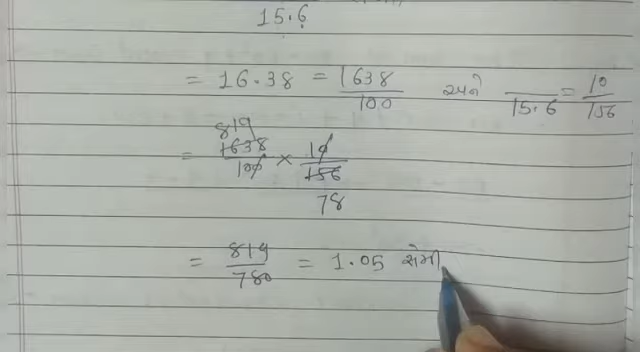 15.6
= 16.38 = 1638/100 અને /15.6 = 10/156
819
= 1638/100 × 10/156
78
= 819/780 = 1.05 સેમી